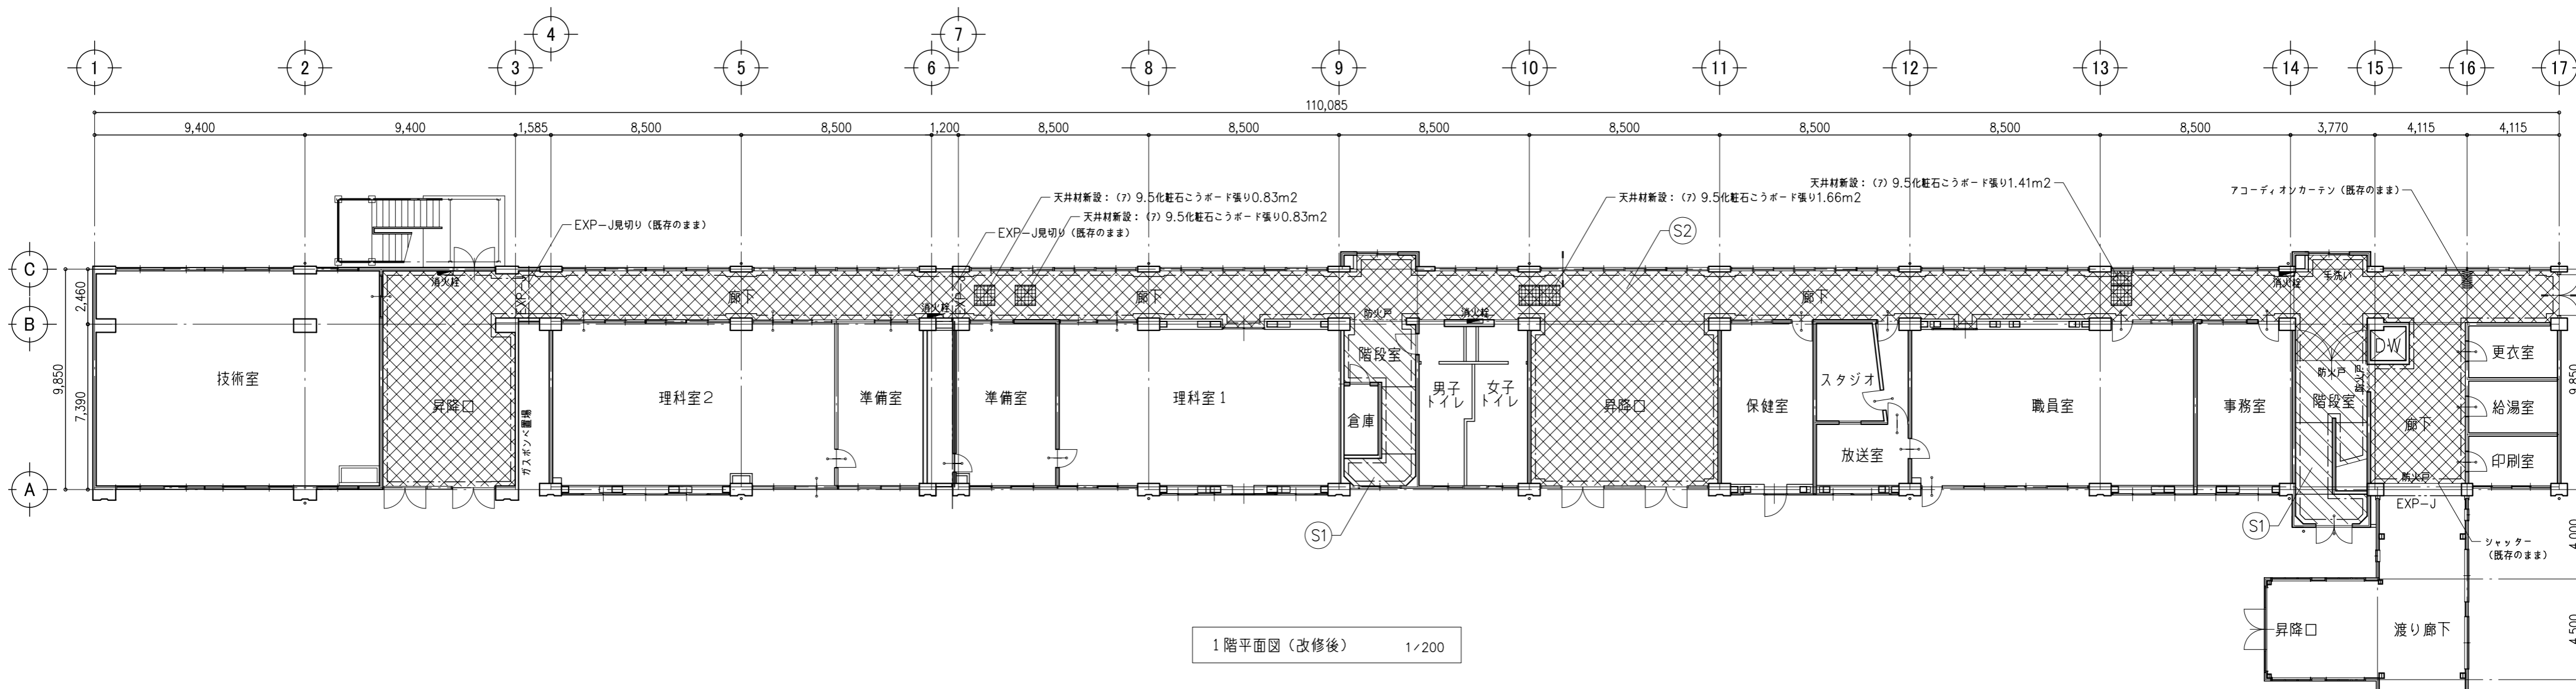 4
7
1
2
3
5
6
8
9
10
11
12
13
14
15
16
17
110,085
9,400
9,400
1,585
8,500
8,500
1,200
8,500
8,500
8,500
8,500
8,500
8,500
8,500
3,770
4,115
4,115
天井材新設：(ｱ) 9.5化粧石こうボード張り1.41m2
アコーディオンカーテン（既存のまま）
天井材新設：(ｱ) 9.5化粧石こうボード張り0.83m2
天井材新設：(ｱ) 9.5化粧石こうボード張り1.66m2
天井材新設：(ｱ) 9.5化粧石こうボード張り0.83m2
EXP-J見切り（既存のまま）
EXP-J見切り（既存のまま）
S2
C
B
A
2,460
7,390
9,850
消火栓
EXP-J
廊下
消火栓
EXP-J
廊下
防火戸
消火栓
廊下
手洗い
消火栓
技術室
昇降口
ガスボンベ置場
理科室2
準備室
準備室
理科室1
階段室
倉庫
男子
トイレ
女子
トイレ
昇降口
保健室
スタジオ
放送室
職員室
事務室
防火戸
防火戸
階段室
D・W
廊下
更衣室
給湯室
印刷室
防火戸
EXP-J
9,850
S1
S1
シャッター
（既存のまま）
4,000
昇降口
渡り廊下
4,500
1階平面図（改修後）　1/200